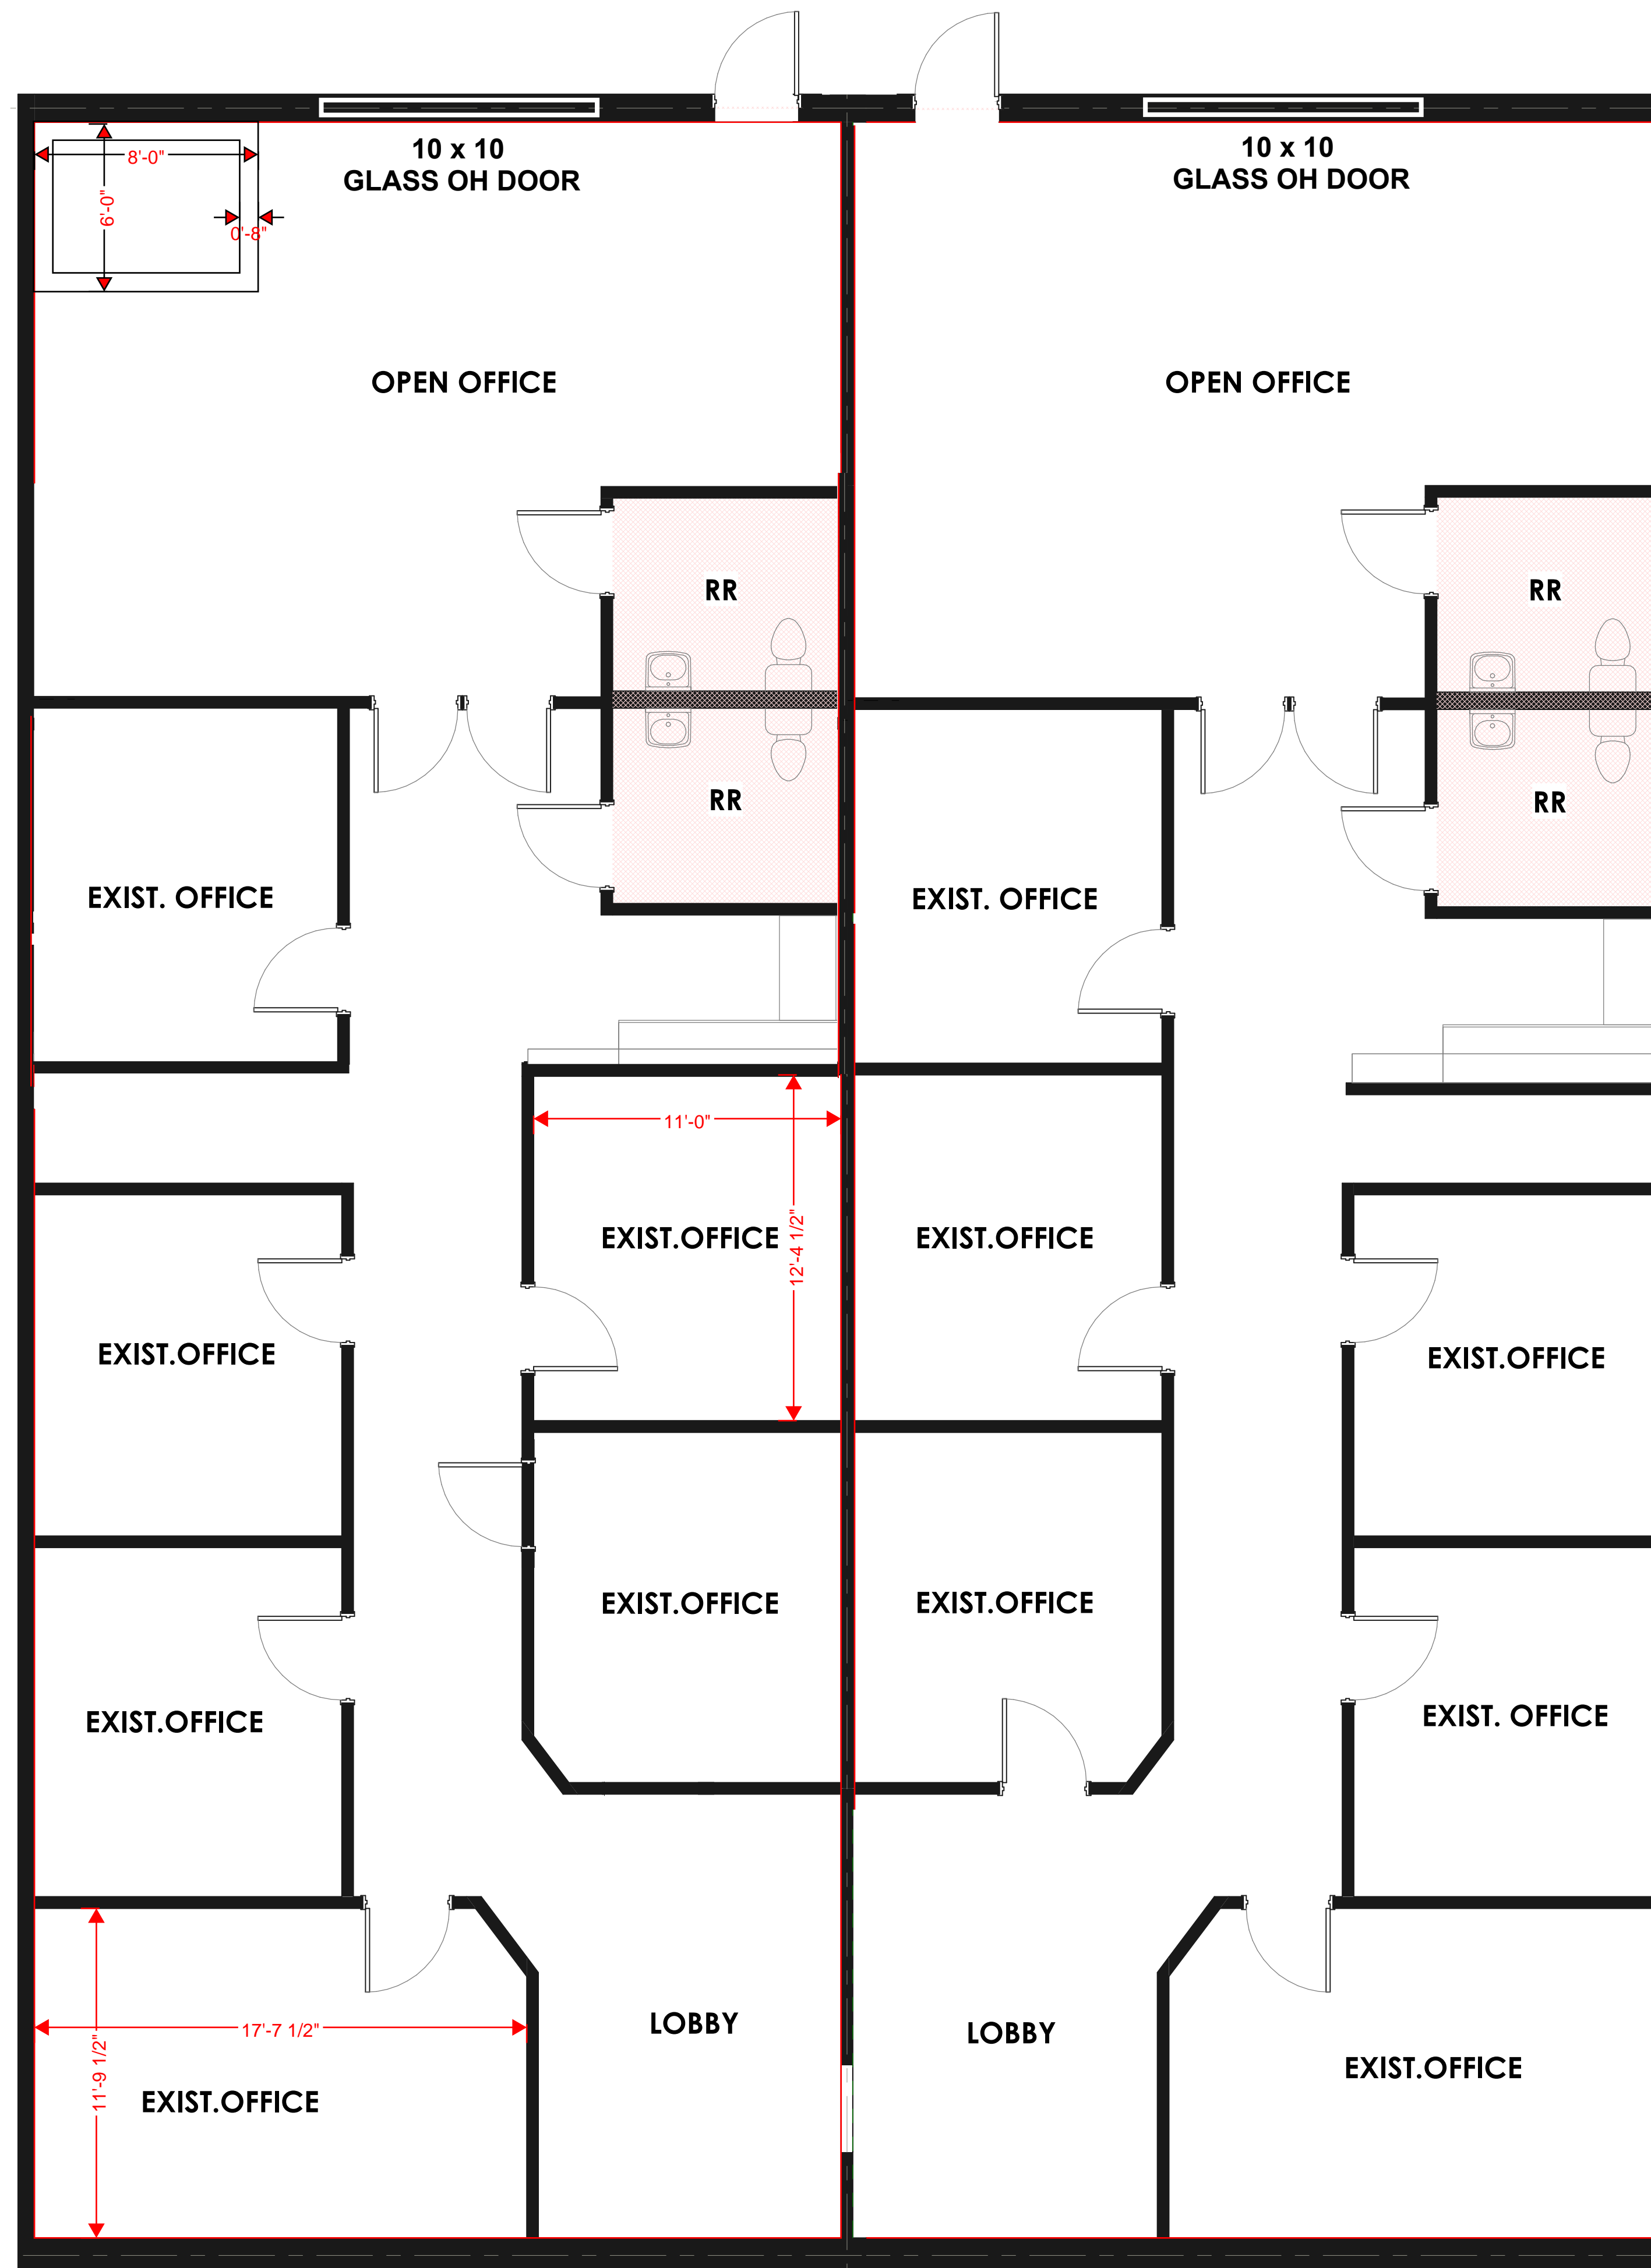 10 x 10
GLASS OH DOOR
10 x 10
GLASS OH DOOR
8'-0"
6'-0"
0'-8"
OPEN OFFICE
OPEN OFFICE
RR
RR
RR
RR
EXIST. OFFICE
EXIST. OFFICE
11'-0"
12'-4 1/2"
EXIST.OFFICE
EXIST.OFFICE
EXIST.OFFICE
EXIST.OFFICE
EXIST.OFFICE
EXIST.OFFICE
EXIST.OFFICE
EXIST. OFFICE
17'-7 1/2"
11'-9 1/2"
LOBBY
LOBBY
EXIST.OFFICE
EXIST.OFFICE